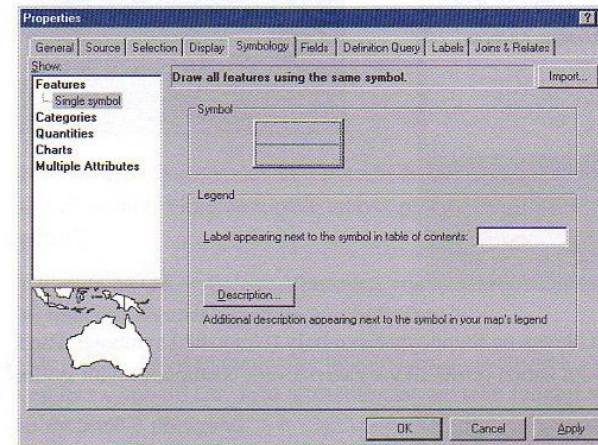 Properties
?
General Source Selection Display Symbology Fields Definition Query Labels Joins & Relates
Show:
Features
Single symbol
Categories
Quantities
Charts
Multiple Attributes
Draw all features using the same symbol.
Import...
Symbol
Legend
Label appearing next to the symbol in table of contents:
Description...
Additional description appearing next to the symbol in your map's legend
OK Cancel Apply